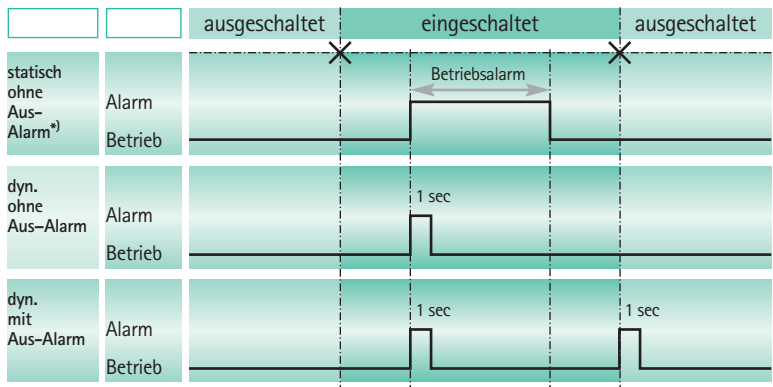 ausgeschaltet eingeschaltet ausgeschaltet
statisch
ohne
Aus-
Alarm*)
Alarm
Betrieb
Betriebsalarm
dyn.
ohne
Aus–Alarm
Alarm
Betrieb
1 sec
dyn.
mit
Aus–Alarm
Alarm
Betrieb
1 sec
1 sec